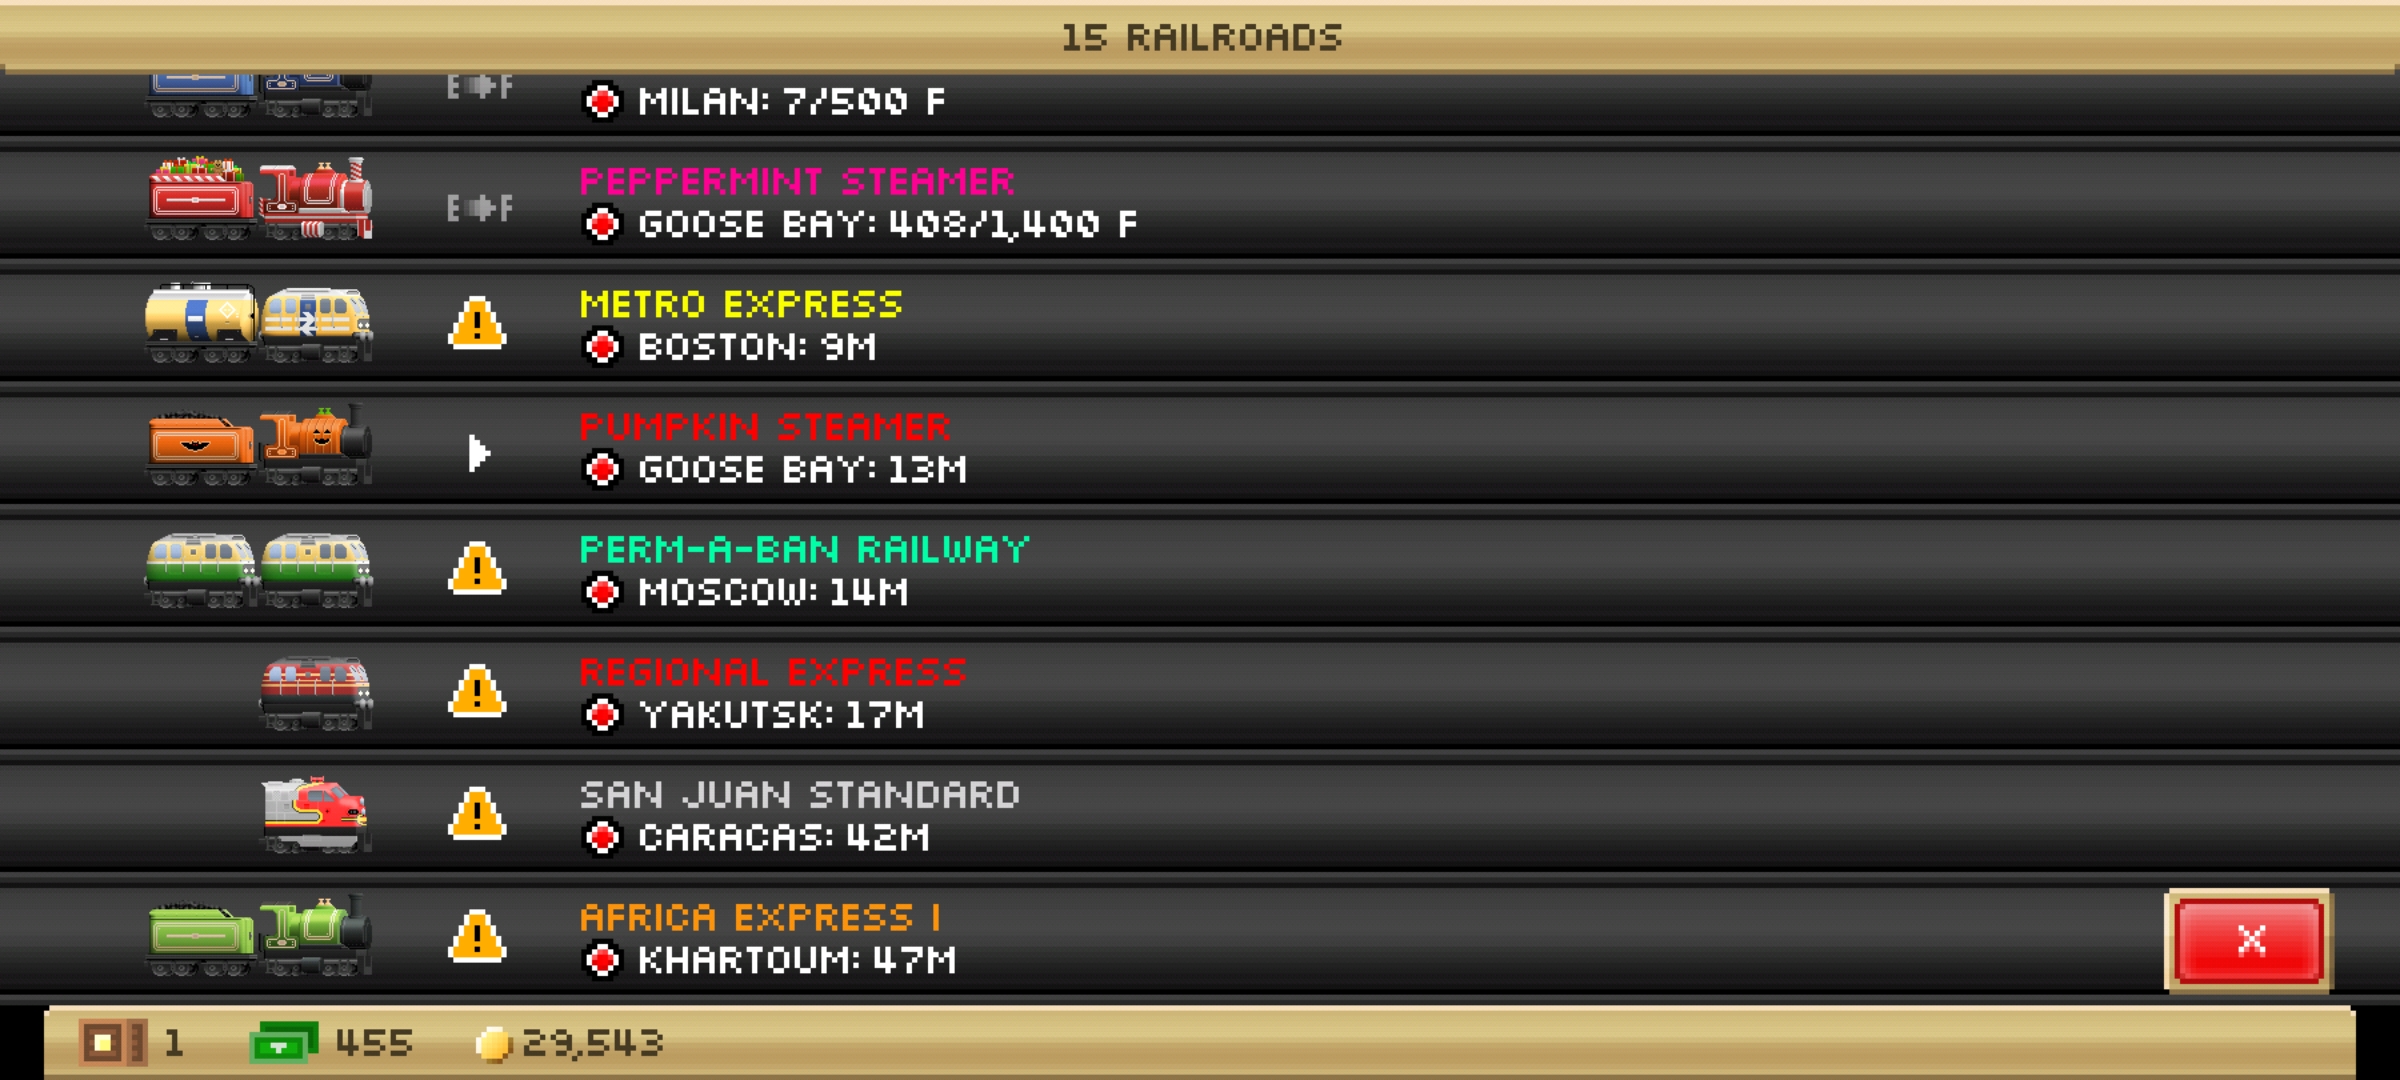 15 RAILROADS
E F
MILAN: 7/500 F
PEPPERMINT STEAMER
E F
GOOSE BAY: 408/1,400 F
METRO EXPRESS
!
BOSTON: 9M
PUMPKIN STEAMER
GOOSE BAY: 13M
PERM-A-BAN RAILWAY
!
MOSCOW: 14M
REGIONAL EXPRESS
!
YAKUTSK: 17M
SAN JUAN STANDARD
!
CARACAS: 42M
AFRICA EXPRESS I
!
KHARTOUM: 47M
X
1 455 29,543